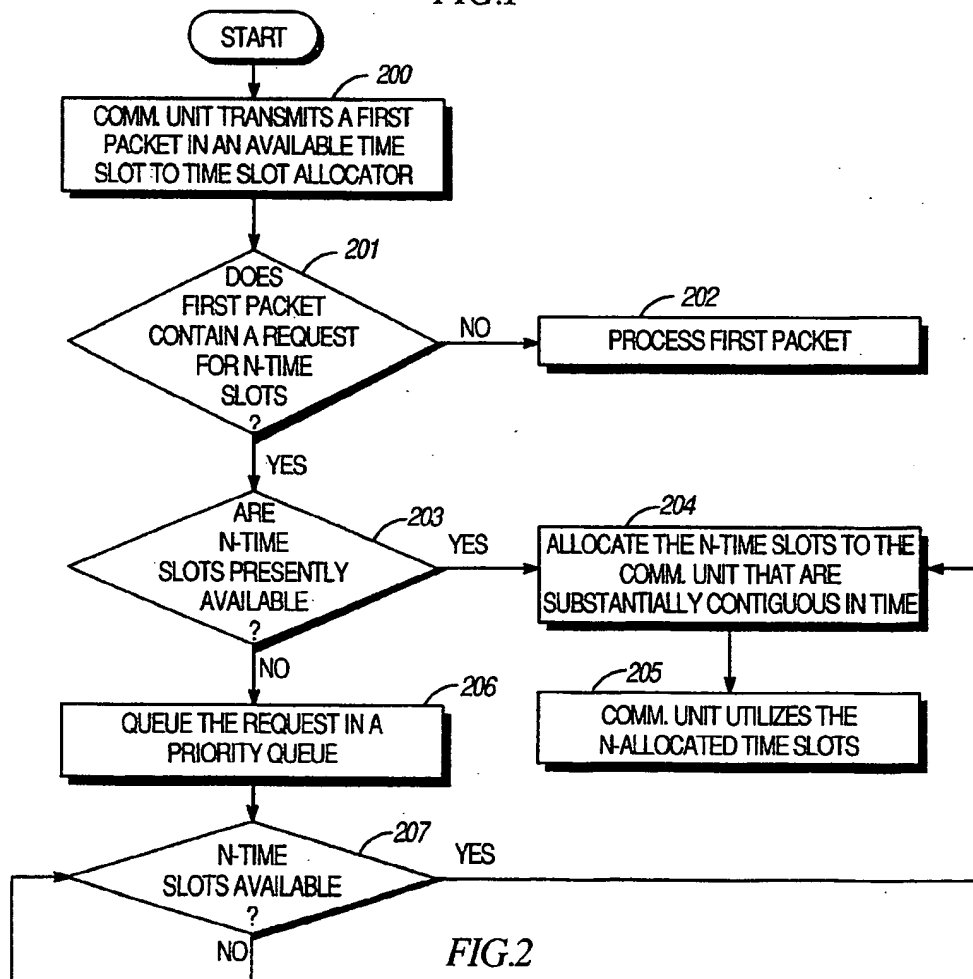 FIG.1
START
200
COMM. UNIT TRANSMITS A FIRST
PACKET IN AN AVAILABLE TIME
SLOT TO TIME SLOT ALLOCATOR
201
DOES
FIRST PACKET
CONTAIN A REQUEST
FOR N-TIME
SLOTS
?
NO
202
PROCESS FIRST PACKET
YES
203
ARE
N-TIME
SLOTS PRESENTLY
AVAILABLE
?
YES
204
ALLOCATE THE N-TIME SLOTS TO THE
COMM. UNIT THAT ARE
SUBSTANTIALLY CONTIGUOUS IN TIME
NO
205
COMM. UNIT UTILIZES THE
N-ALLOCATED TIME SLOTS
206
QUEUE THE REQUEST IN A
PRIORITY QUEUE
207
N-TIME
SLOTS AVAILABLE
?
YES
NO
FIG.2